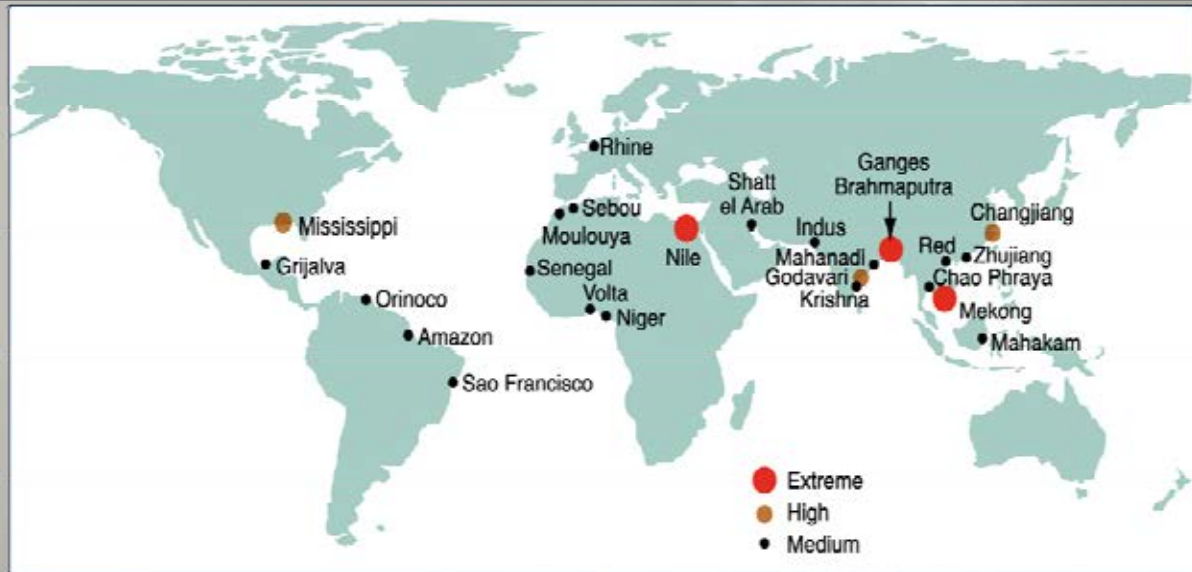 Rhine
Ganges
Brahmaputra
Shatt
el Arab
Sebou
Moulouya
Mississippi
Nile
Indus
Changjiang
Red
Zhujiang
Mahanadi
Godavari
Krishna
Chao Phraya
Mekong
Mahakam
Grijalva
Senegal
Volta
Niger
Orinoco
Amazon
Sao Francisco
Extreme
High
Medium